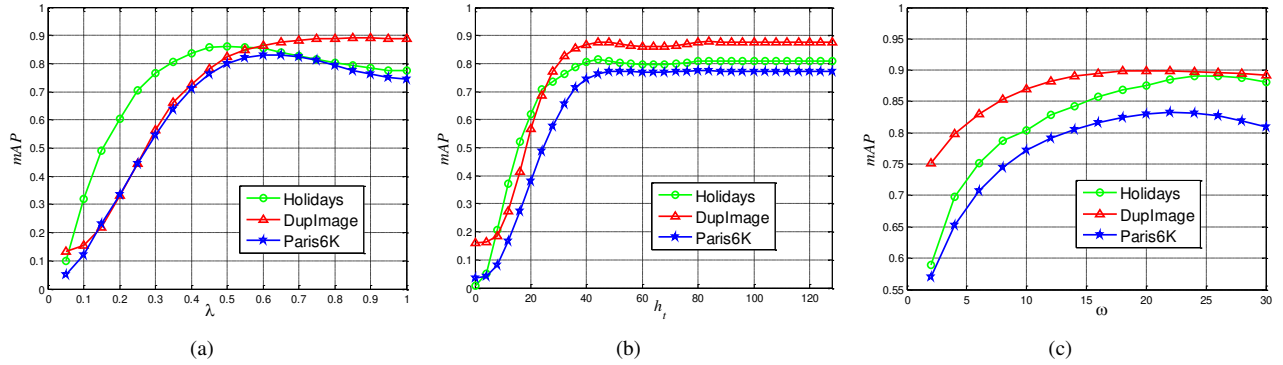 mAP
1
0.9
0.8
0.7
0.6
0.5
0.4
0.3
0.2
0.1
0
0 0.1 0.2 0.3 0.4 0.5 0.6 0.7 0.8 0.9 1
λ
Holidays
DupImage
Paris6K
(a)
mAP
1
0.9
0.8
0.7
0.6
0.5
0.4
0.3
0.2
0.1
0
0 20 40 60 80 100 120
h_t
Holidays
DupImage
Paris6K
(b)
mAP
1
0.95
0.9
0.85
0.8
0.75
0.7
0.65
0.6
0.55
0 5 10 15 20 25 30
ω
Holidays
DupImage
Paris6K
(c)